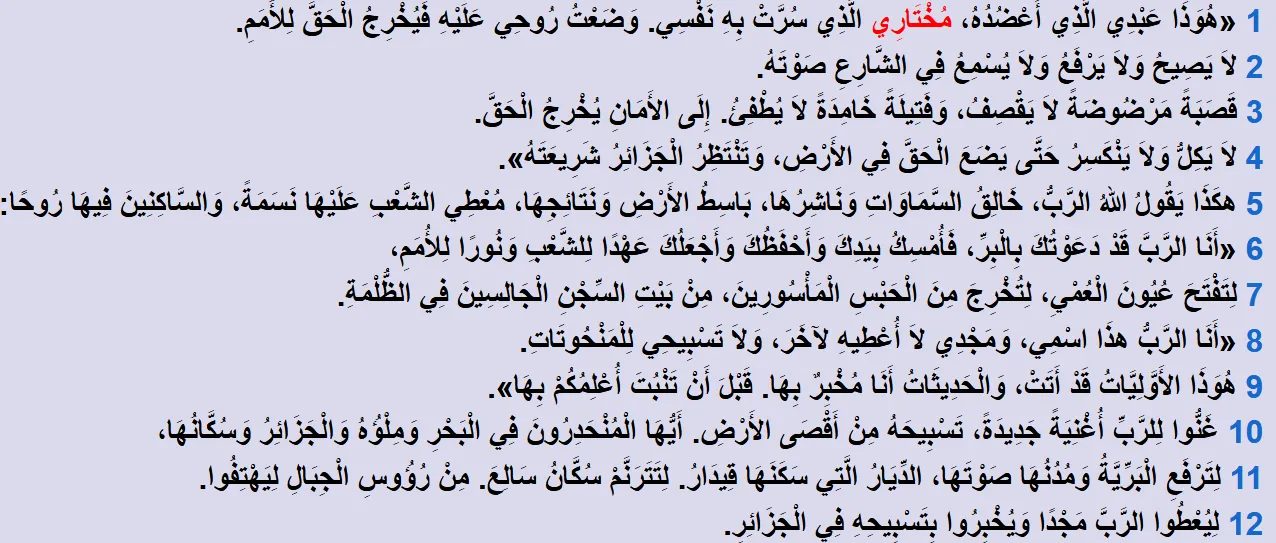 1 «هُوَذَا عَبْدِي الَّذِي أَعْضُدُهُ، مُخْتَارِي الَّذِي سُرَّتْ بِهِ نَفْسِي. وَضَعْتُ رُوحِي عَلَيْهِ فَيُخْرِجُ الْحَقَّ لِلأُمَمِ.
2 لاَ يَصِيحُ وَلاَ يَرْفَعُ وَلاَ يُسْمِعُ فِي الشَّارِعِ صَوْتَهُ.
3 قَصَبَةً مَرْضُوضَةً لاَ يَقْصِفُ، وَفَتِيلَةً خَامِدَةً لاَ يُطْفِئُ. إِلَى الأَمَانِ يُخْرِجُ الْحَقَّ.
4 لاَ يَكِلُّ وَلاَ يَنْكَسِرُ حَتَّى يَضَعَ الْحَقَّ فِي الأَرْضِ، وَتَنْتَظِرُ الْجَزَائِرُ شَرِيعَتَهُ».
5 هكَذَا يَقُولُ اللهُ الرَّبُّ، خَالِقُ السَّمَاوَاتِ وَنَاشِرُهَا، بَاسِطُ الأَرْضِ وَنَتَائِجِهَا، مُعْطِي الشَّعْبِ عَلَيْهَا نَسَمَةً، وَالسَّاكِنِينَ فِيهَا رُوحًا:
6 «أَنَا الرَّبَّ قَدْ دَعَوْتُكَ بِالْبِرِّ، فَأُمْسِكُ بِيَدِكَ وَأَحْفَظُكَ وَأَجْعَلُكَ عَهْدًا لِلشَّعْبِ وَنُورًا لِلأُمَمِ،
7 لِتَفْتَحَ عُيُونَ الْعُمْيِ، لِتُخْرِجَ مِنَ الْحَبْسِ الْمَأْسُورِينَ، مِنْ بَيْتِ السِّجْنِ الْجَالِسِينَ فِي الظُّلْمَةِ.
8 «أَنَا الرَّبُّ هذَا اسْمِي، وَمَجْدِي لاَ أُعْطِيهِ لآخَرَ، وَلاَ تَسْبِيحِي لِلْمَنْحُوتَاتِ.
9 هُوَذَا الأَوَّلِيَّاتُ قَدْ أَتَتْ، وَالْحَدِيثَاتُ أَنَا مُخْبِرٌ بِهَا. قَبْلَ أَنْ تَنْبُتَ أُعْلِمُكُمْ بِهَا».
10 غَنُّوا لِلرَّبِّ أُغْنِيَةً جَدِيدَةً، تَسْبِيحَهُ مِنْ أَقْصَى الأَرْضِ. أَيُّهَا الْمُنْحَدِرُونَ فِي الْبَحْرِ وَمِلْؤُهُ وَالْجَزَائِرُ وَسُكَّانُهَا،
11 لِتَرْفَعِ الْبَرِّيَّةُ وَمُدُنُهَا صَوْتَهَا، الدِّيَارُ الَّتِي سَكَنَهَا قِيدَارُ. لِتَتَرَنَّمْ سُكَّانُ سَالِعَ. مِنْ رُؤُوسِ الْجِبَالِ لِيَهْتِفُوا.
12 لِيُعْطُوا الرَّبَّ مَجْدًا وَيُخْبِرُوا بِتَسْبِيحِهِ فِي الْجَزَائِرِ.